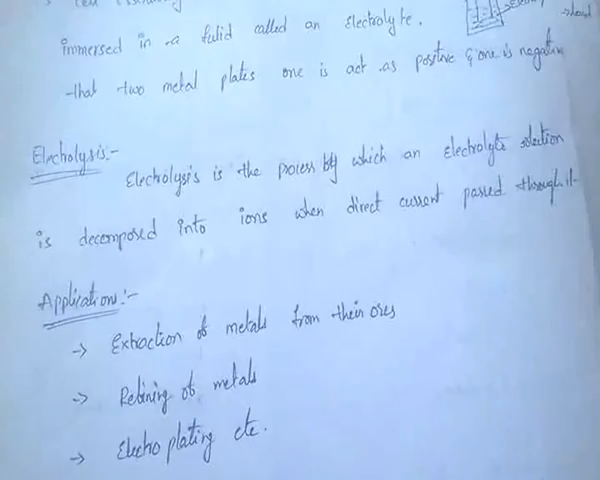 immersed in a fulid called an Electrolyte.
that two metal plates one is act as positive & one is negative
Electrolysis:-
Electrolysis is the process by which an Electrolyte solution
is decomposed into ions when direct current passed through it
Applications:-
→ Extraction of metals from their ores
→ Refining of metals
→ Electro plating etc.